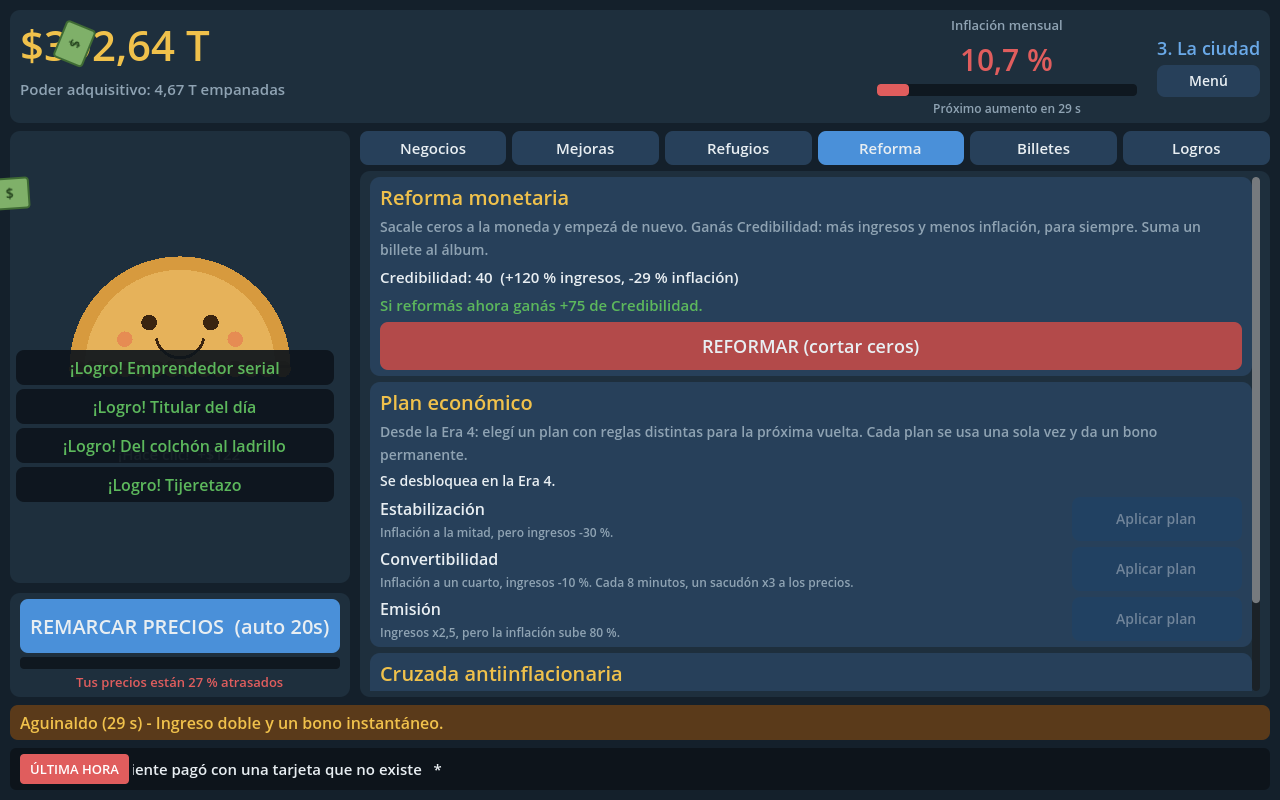 2,64 T
Poder adquisitivo: 4,67 T empanadas
Inflación mensual
10,7 %
Próximo aumento en 29 s
3. La ciudad
Menú
$
$
¡Logro! Emprendedor serial
¡Logro! Titular del día
¡Logro! Del colchón al ladrillo
¡Logro! Tijeretazo
REMARCAR PRECIOS (auto 20s)
Tus precios están 27 % atrasados
Negocios
Mejoras
Refugios
Reforma
Billetes
Logros
Reforma monetaria
Sacale ceros a la moneda y empezá de nuevo. Ganás Credibilidad: más ingresos y menos inflación, para siempre. Suma un
billete al álbum.
Credibilidad: 40 (+120 % ingresos, -29 % inflación)
Si reformás ahora ganás +75 de Credibilidad.
REFORMAR (cortar ceros)
Plan económico
Desde la Era 4: elegí un plan con reglas distintas para la próxima vuelta. Cada plan se usa una sola vez y da un bono
permanente.
Se desbloquea en la Era 4.
Estabilización
Inflación a la mitad, pero ingresos -30 %.
Aplicar plan
Convertibilidad
Inflación a un cuarto, ingresos -10 %. Cada 8 minutos, un sacudón x3 a los precios.
Aplicar plan
Emisión
Ingresos x2,5, pero la inflación sube 80 %.
Aplicar plan
Cruzada antiinflacionaria
Aguinaldo (29 s) - Ingreso doble y un bono instantáneo.
ÚLTIMA HORA
iente pagó con una tarjeta que no existe *